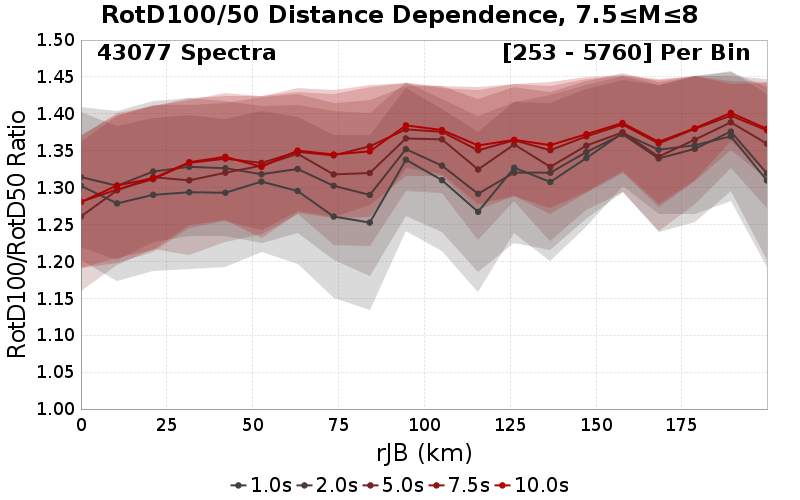 RotD100/50 Distance Dependence, 7.5≤M≤8
43077 Spectra
[253 - 5760] Per Bin
RotD100/RotD50 Ratio
1.50
1.45
1.40
1.35
1.30
1.25
1.20
1.15
1.10
1.05
1.00
0 25 50 75 100 125 150 175
rJB (km)
1.0s 2.0s 5.0s 7.5s 10.0s